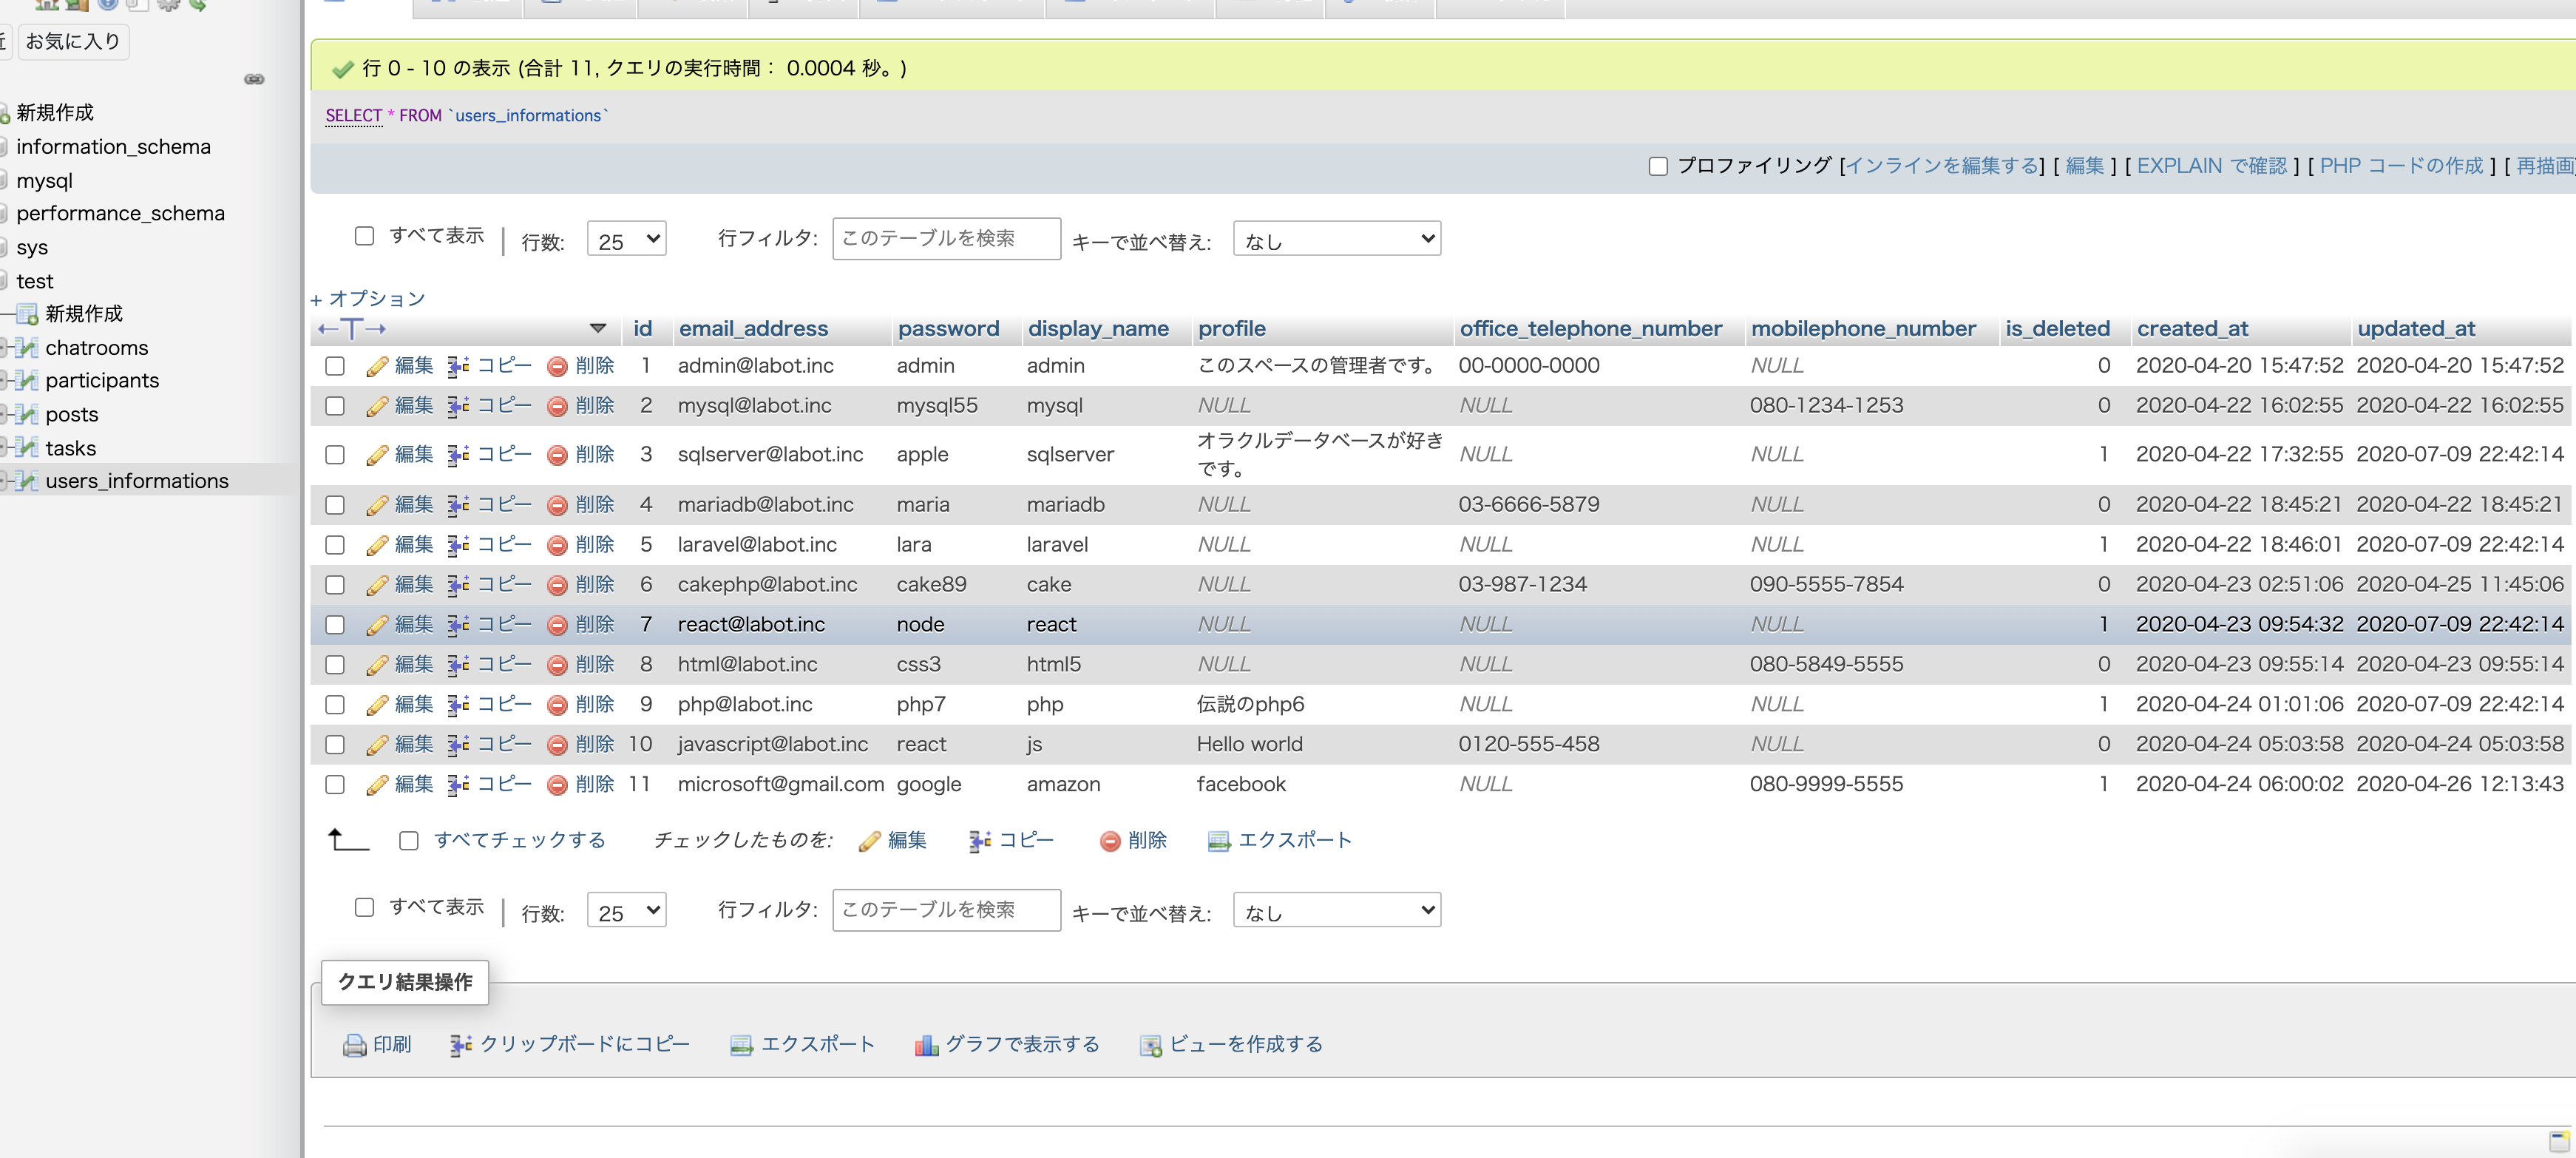 お気に入り
新規作成
information_schema
mysql
performance_schema
sys
test
新規作成
chatrooms
participants
posts
tasks
users_informations
行 0 - 10 の表示 (合計 11, クエリの実行時間： 0.0004 秒。)
SELECT * FROM `users_informations`
プロファイリング [インラインを編集する] [ 編集 ] [ EXPLAIN で確認 ] [ PHP コードの作成 ] [ 再描画
すべて表示 行数: 25 行フィルタ: このテーブルを検索 キーで並べ替え: なし
+ オプション
←T→ id email_address password display_name profile office_telephone_number mobilephone_number is_deleted created_at updated_at
編集 コピー 削除 1 admin@labot.inc admin admin このスペースの管理者です。 00-0000-0000 NULL 0 2020-04-20 15:47:52 2020-04-20 15:47:52
編集 コピー 削除 2 mysql@labot.inc mysql55 mysql NULL NULL 080-1234-1253 0 2020-04-22 16:02:55 2020-04-22 16:02:55
編集 コピー 削除 3 sqlserver@labot.inc apple sqlserver オラクルデータベースが好き
です。 NULL NULL 1 2020-04-22 17:32:55 2020-07-09 22:42:14
編集 コピー 削除 4 mariadb@labot.inc maria mariadb NULL 03-6666-5879 NULL 0 2020-04-22 18:45:21 2020-04-22 18:45:21
編集 コピー 削除 5 laravel@labot.inc lara laravel NULL NULL NULL 1 2020-04-22 18:46:01 2020-07-09 22:42:14
編集 コピー 削除 6 cakephp@labot.inc cake89 cake NULL 03-987-1234 090-5555-7854 0 2020-04-23 02:51:06 2020-04-25 11:45:06
編集 コピー 削除 7 react@labot.inc node react NULL NULL NULL 1 2020-04-23 09:54:32 2020-07-09 22:42:14
編集 コピー 削除 8 html@labot.inc css3 html5 NULL NULL 080-5849-5555 0 2020-04-23 09:55:14 2020-04-23 09:55:14
編集 コピー 削除 9 php@labot.inc php7 php 伝説のphp6 NULL NULL 1 2020-04-24 01:01:06 2020-07-09 22:42:14
編集 コピー 削除 10 javascript@labot.inc react js Hello world 0120-555-458 NULL 0 2020-04-24 05:03:58 2020-04-24 05:03:58
編集 コピー 削除 11 microsoft@gmail.com google amazon facebook NULL 080-9999-5555 1 2020-04-24 06:00:02 2020-04-26 12:13:43
すべてチェックする チェックしたものを: 編集 コピー 削除 エクスポート
すべて表示 行数: 25 行フィルタ: このテーブルを検索 キーで並べ替え: なし
クエリ結果操作
印刷 クリップボードにコピー エクスポート グラフで表示する ビューを作成する